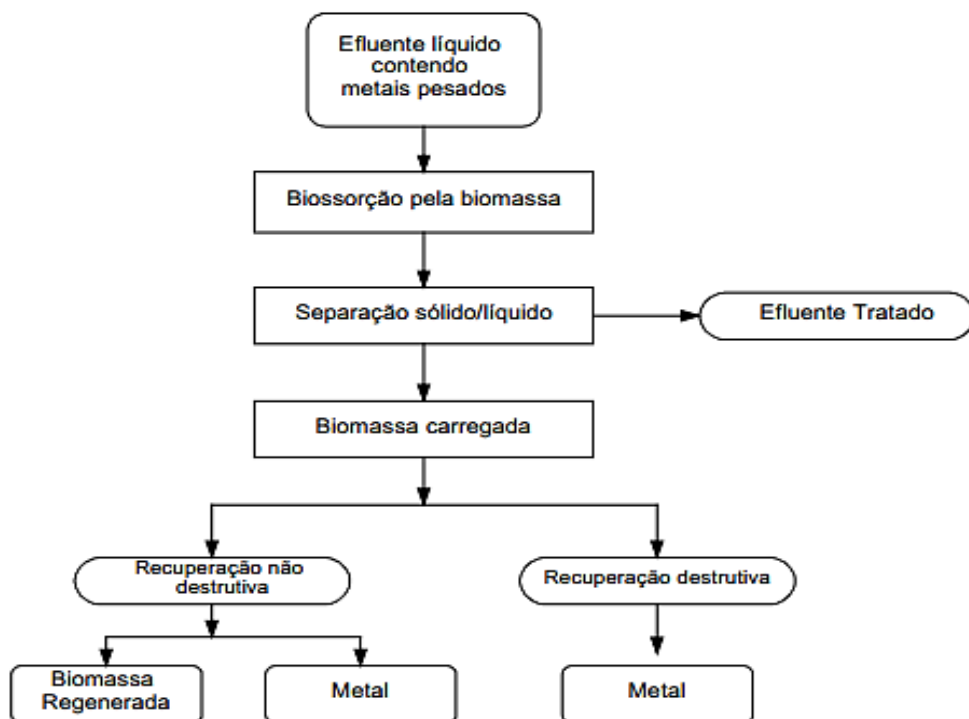 Efluente líquido
contendo
metais pesados
Biossorção pela biomassa
Separação sólido/líquido
Efluente Tratado
Biomassa carregada
Recuperação não
destrutiva
Recuperação destrutiva
Biomassa
Regenerada
Metal
Metal